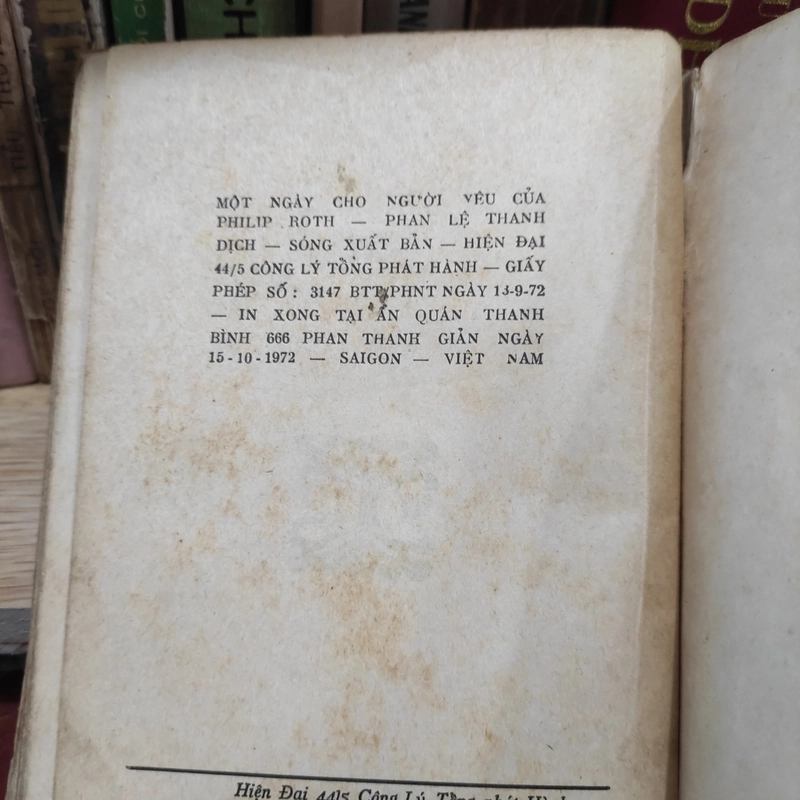 MỘT NGÀY CHO NGƯỜI YÊU CỦA
PHILIP ROTH — PHAN LỆ THANH
DỊCH — SÓNG XUẤT BẢN — HIỆN ĐẠI
44/5 CÔNG LÝ TỔNG PHÁT HÀNH — GIẤY
PHÉP SỐ : 3147 BTT/PHNT NGÀY 13-9-72
— IN XONG TẠI ẤN QUÁN THANH
BÌNH 666 PHAN THANH GIẢN NGÀY
15-10-1972 — SAIGON — VIỆT NAM
Hiện Đại 44/5 Công Lý Tổng phát Hành